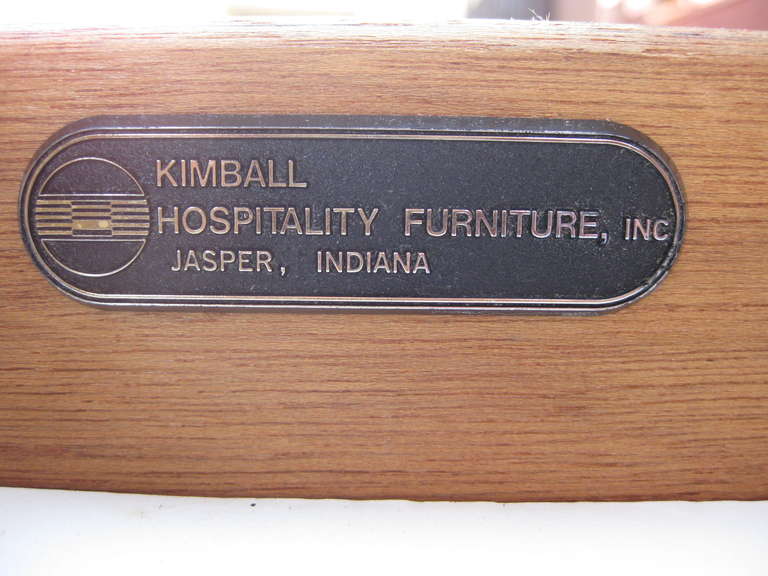 KIMBALL
HOSPITALITY FURNITURE, INC
JASPER, INDIANA